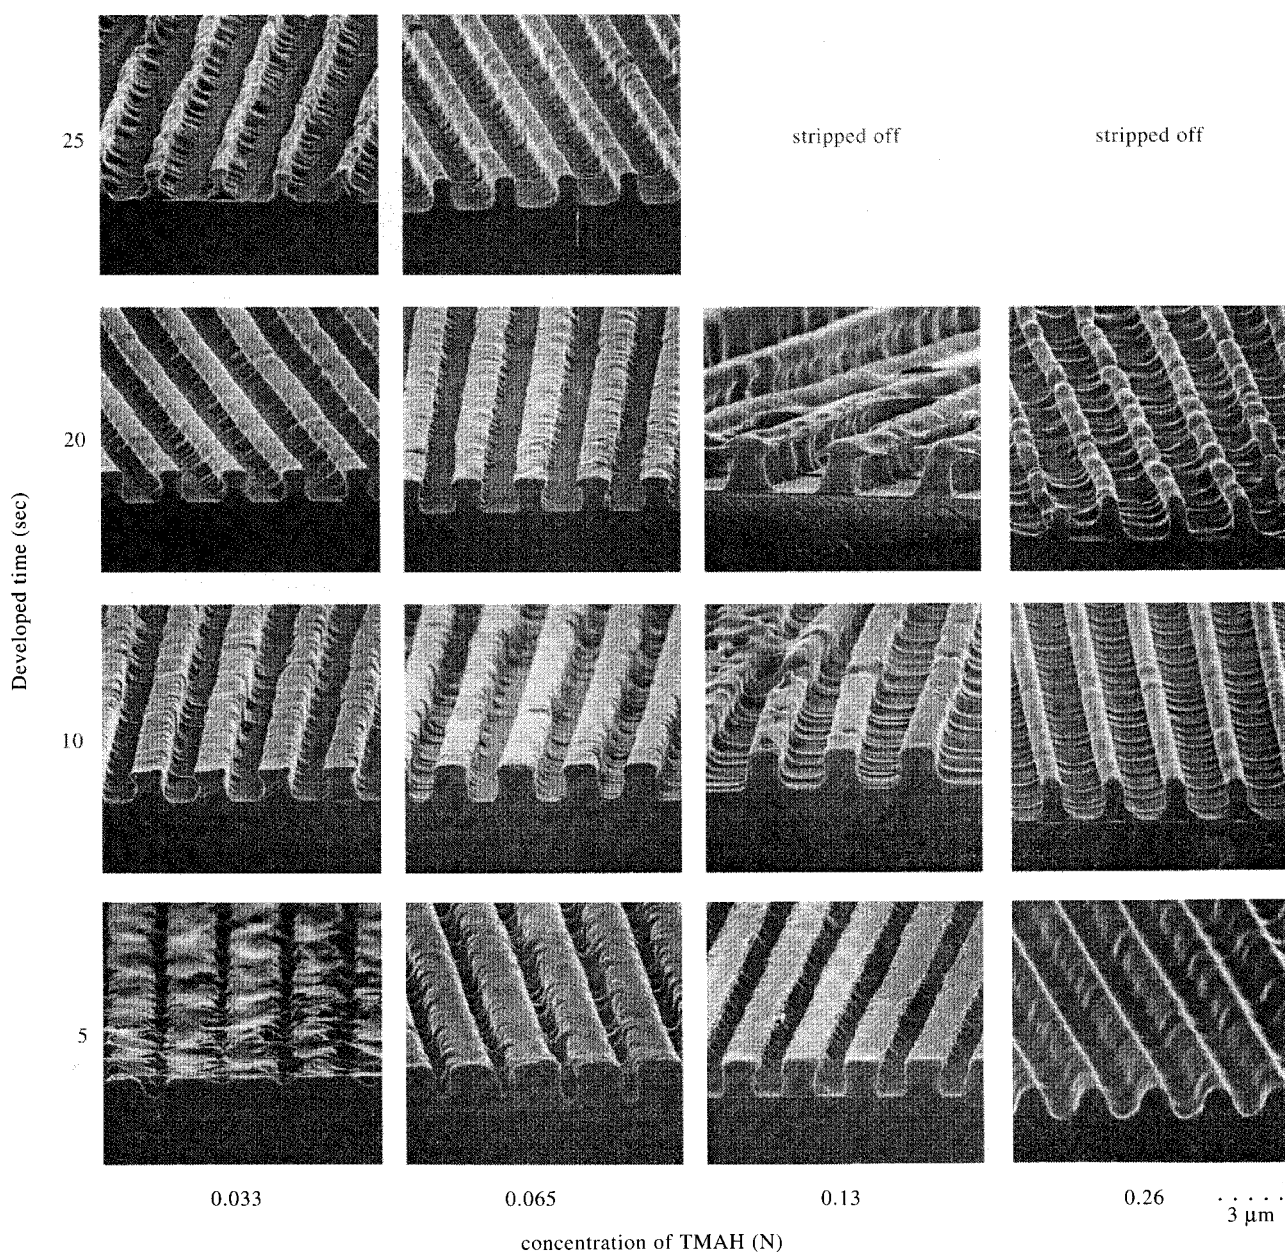 25
stripped off
stripped off
20
Developed time (sec)
10
5
0.033
0.065
0.13
0.26
3 μm
concentration of TMAH (N)